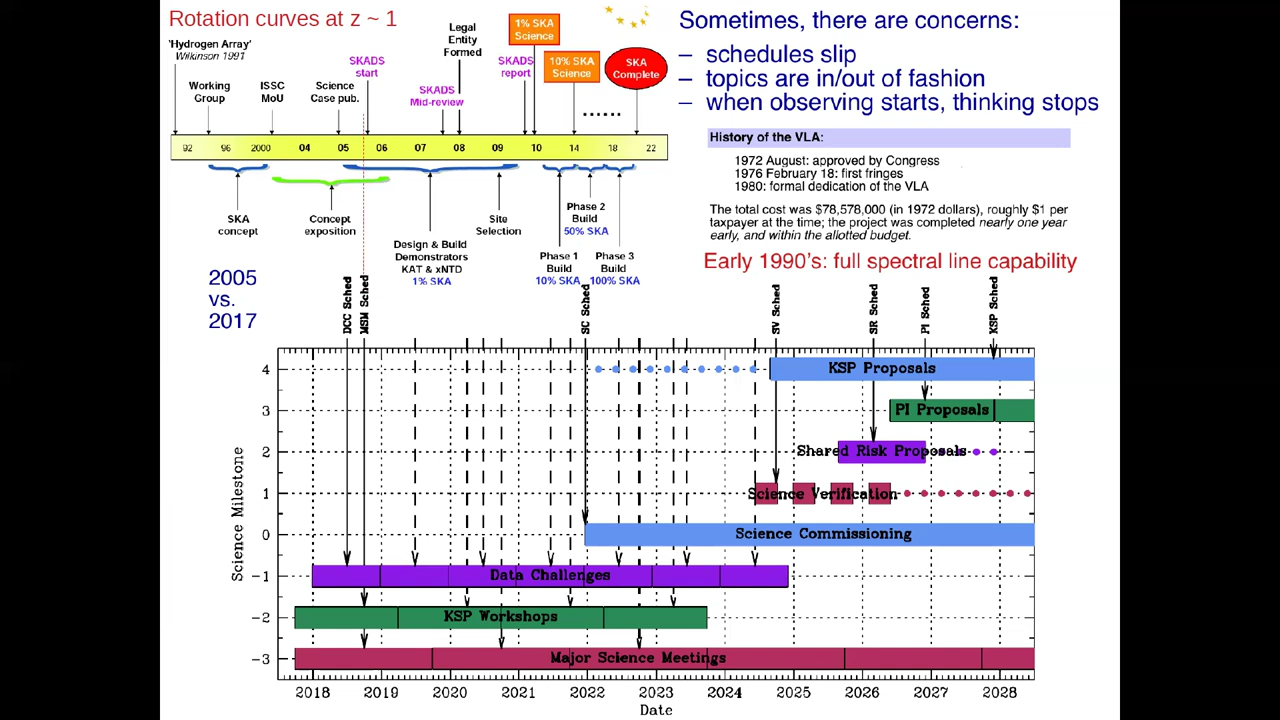 Rotation curves at z ~ 1
'Hydrogen Array'
Wilkinson 1991
Working
Group
ISSC
MoU
Science
Case pub.
SKADS
start
SKADS
Mid-review
Legal
Entity
Formed
SKADS
report
1% SKA
Science
10% SKA
Science
SKA
Complete
......
92 96 2000 04 05 06 07 08 09 10 14 18 22
SKA
concept
Concept
exposition
Design & Build
Demonstrators
KAT & xNTD
1% SKA
Site
Selection
Phase 1
Build
10% SKA
Phase 2
Build
50% SKA
Phase 3
Build
100% SKA
Sometimes, there are concerns:
– schedules slip
– topics are in/out of fashion
– when observing starts, thinking stops
History of the VLA:
1972 August: approved by Congress
1976 February 18: first fringes
1980: formal dedication of the VLA
The total cost was $78,578,000 (in 1972 dollars), roughly $1 per
taxpayer at the time; the project was completed nearly one year
early, and within the allotted budget.
Early 1990's: full spectral line capability
2005
vs.
2017
DCC Sched
MSM Sched
SC Sched
SV Sched
SR Sched
PI Sched
KSP Sched
Science Milestone
4
KSP Proposals
3
PI Proposals
2
Shared Risk Proposals
1
Science Verification
0
Science Commissioning
−1
Data Challenges
−2
KSP Workshops
−3
Major Science Meetings
2018 2019 2020 2021 2022 2023 2024 2025 2026 2027 2028
Date